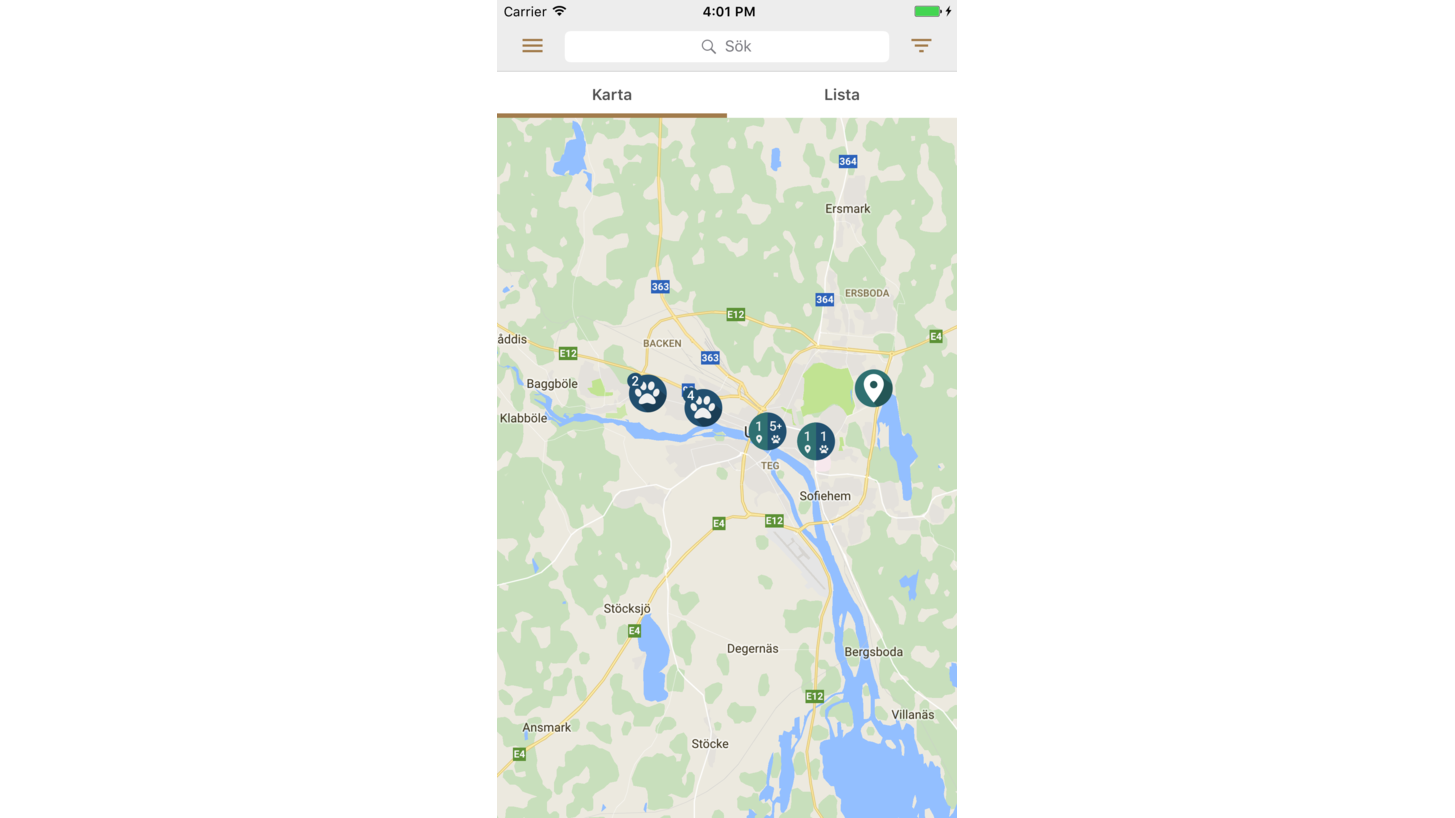 Carrier
4:01 PM
Sök
Karta
Lista
364
Ersmark
363
ERSBODA
364
E12
E4
BACKEN
åddis
E12
363
Baggböle
2
4
Klabböle
1 5+
1 1
TEG
Sofiehem
E4
E12
Stöcksjö
E4
Degernäs
Bergsboda
E12
Villanäs
Ansmark
Stöcke
E4